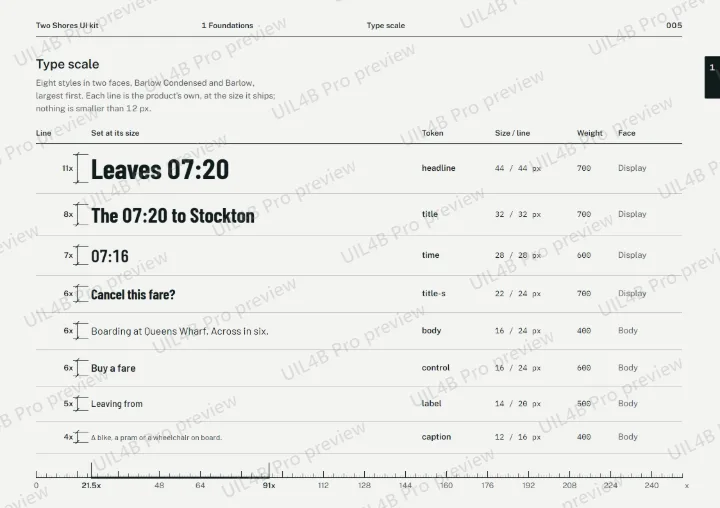 Two Shores UI kit 1 Foundations Type scale 005
1
Type scale
Eight styles in two faces, Barlow Condensed and Barlow,
largest first. Each line is the product's own, at the size it ships;
nothing is smaller than 12 px.
Line Set at its size Token Size / line Weight Face
11x Leaves 07:20 headline 44 / 44 px 700 Display
8x The 07:20 to Stockton title 32 / 32 px 700 Display
7x 07:16 time 28 / 28 px 600 Display
6x Cancel this fare? title-s 22 / 24 px 700 Display
6x Boarding at Queens Wharf. Across in six. body 16 / 24 px 400 Body
6x Buy a fare control 16 / 24 px 600 Body
5x Leaving from label 14 / 20 px 500 Body
4x A bike, a pram or a wheelchair on board. caption 12 / 16 px 400 Body
0 21.5x 48 64 91x 112 128 144 160 176 192 208 224 240 x
UIL4B Pro preview